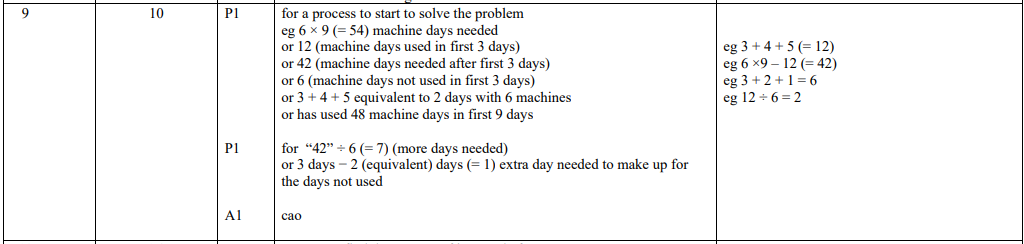 9 10 P1 for a process to start to solve the problem
eg 6 × 9 (= 54) machine days needed
or 12 (machine days used in first 3 days) eg 3 + 4 + 5 (= 12)
or 42 (machine days needed after first 3 days) eg 6 ×9 – 12 (= 42)
or 6 (machine days not used in first 3 days) eg 3 + 2 + 1 = 6
or 3 + 4 + 5 equivalent to 2 days with 6 machines eg 12 ÷ 6 = 2
or has used 48 machine days in first 9 days
P1 for “42” ÷ 6 (= 7) (more days needed)
or 3 days − 2 (equivalent) days (= 1) extra day needed to make up for
the days not used
A1 cao